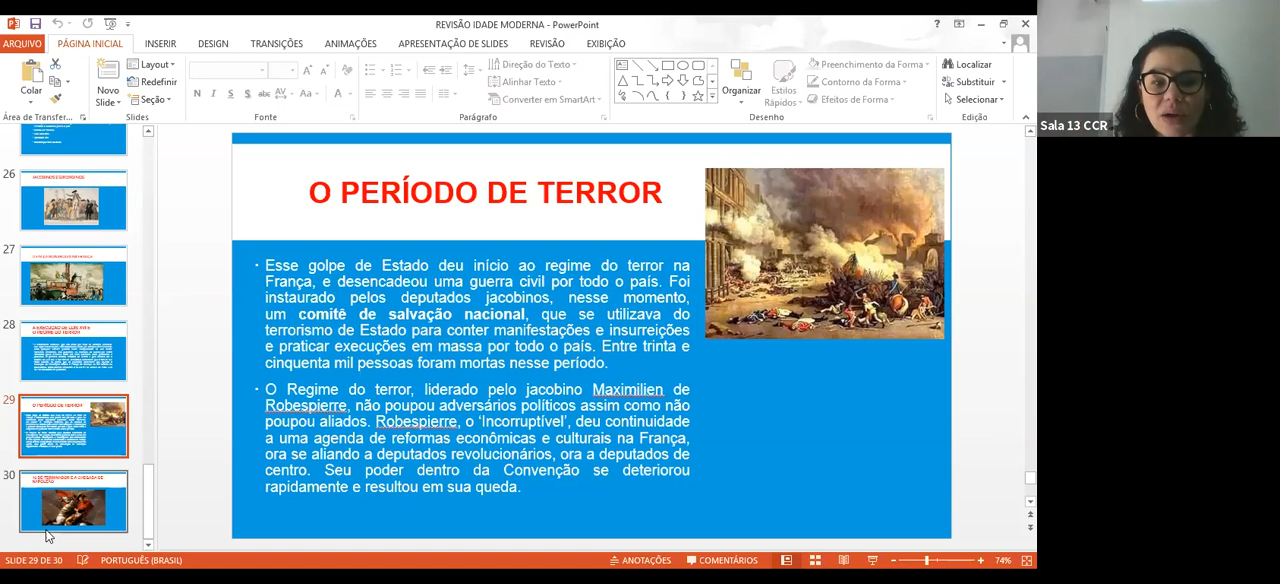 REVISÃO IDADE MODERNA - PowerPoint
ARQUIVO PÁGINA INICIAL INSERIR DESIGN TRANSIÇÕES ANIMAÇÕES APRESENTAÇÃO DE SLIDES REVISÃO EXIBIÇÃO
Colar
Área de Transfer...
Novo
Slide
Layout
Redefinir
Seção
Slides
N I S S abc AV Aa A
Fonte
Direção do Texto
Alinhar Texto
Converter em SmartArt
Parágrafo
Organizar
Estilos
Rápidos
Preenchimento da Forma
Contorno da Forma
Efeitos de Forma
Desenho
Localizar
Substituir
Selecionar
Edição
Sala 13 CCR
26
27
28
29
O PERÍODO DE TERROR
30
O PERÍODO DE TERROR
Esse golpe de Estado deu início ao regime do terror na
França, e desencadeou uma guerra civil por todo o país. Foi
instaurado pelos deputados jacobinos, nesse momento,
um comitê de salvação nacional, que se utilizava do
terrorismo de Estado para conter manifestações e insurreições
e praticar execuções em massa por todo o país. Entre trinta e
cinquenta mil pessoas foram mortas nesse período.
O Regime do terror, liderado pelo jacobino Maximilien de
Robespierre, não poupou adversários políticos assim como não
poupou aliados. Robespierre, o ‘Incorruptível’, deu continuidade
a uma agenda de reformas econômicas e culturais na França,
ora se aliando a deputados revolucionários, ora a deputados de
centro. Seu poder dentro da Convenção se deteriorou
rapidamente e resultou em sua queda.
SLIDE 29 DE 30 PORTUGUÊS (BRASIL) ANOTAÇÕES COMENTÁRIOS 74%